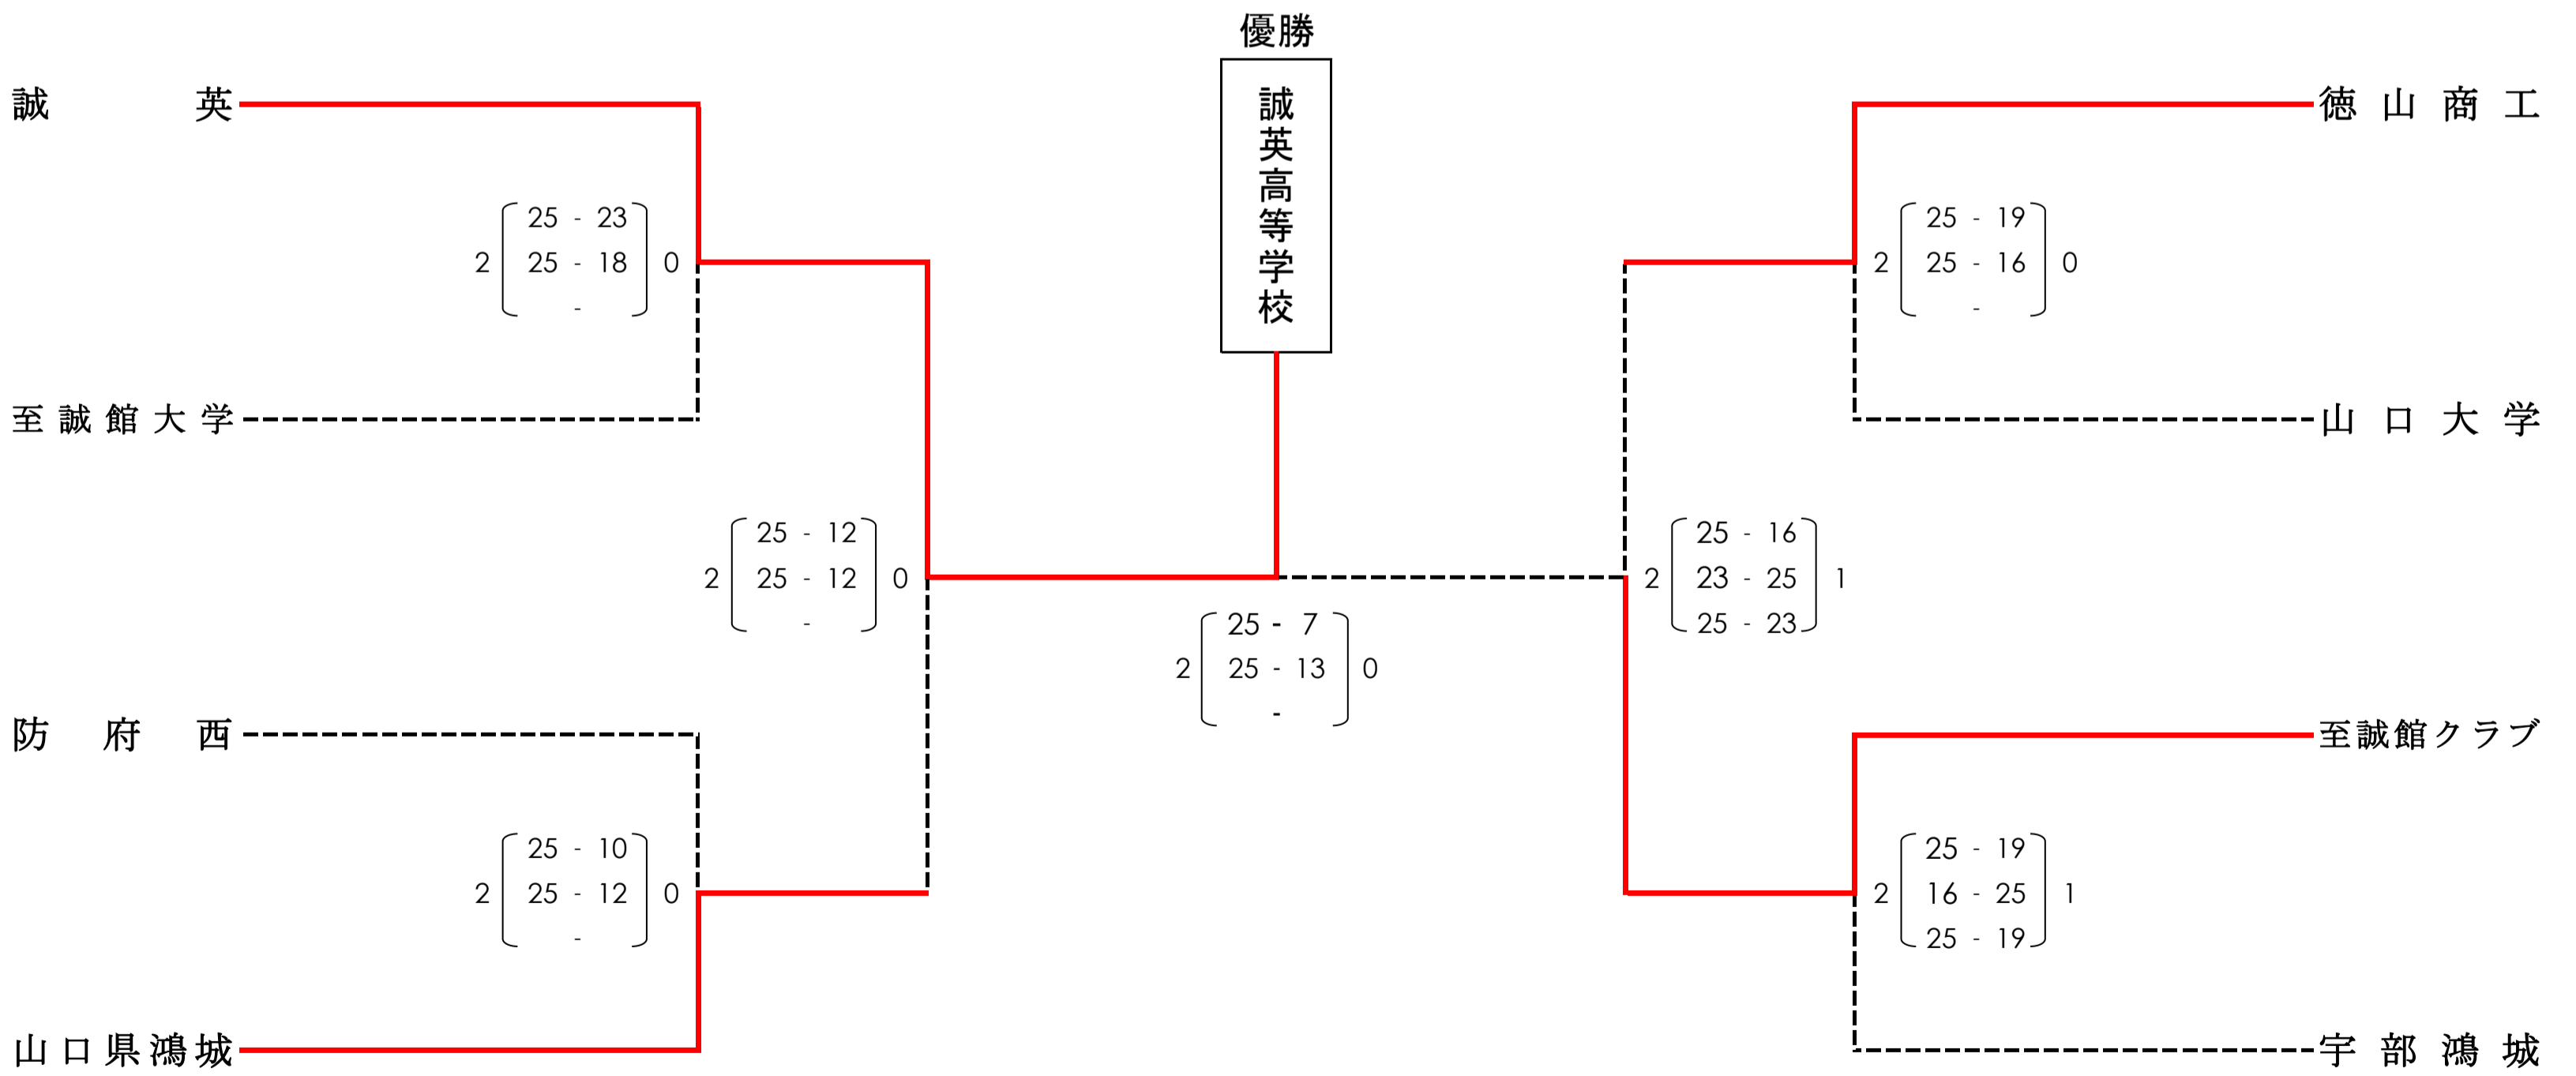 優勝
誠英高等学校
誠英
至誠館大学
防府西
山口県鴻城
徳山商工
山口大学
至誠館クラブ
宇部鴻城
25 - 23
2 25 - 18 0
-
25 - 10
2 25 - 12 0
-
25 - 12
2 25 - 12 0
-
25 - 7
2 25 - 13 0
-
25 - 16
2 23 - 25 1
25 - 23
25 - 19
2 25 - 16 0
-
25 - 19
2 16 - 25 1
25 - 19